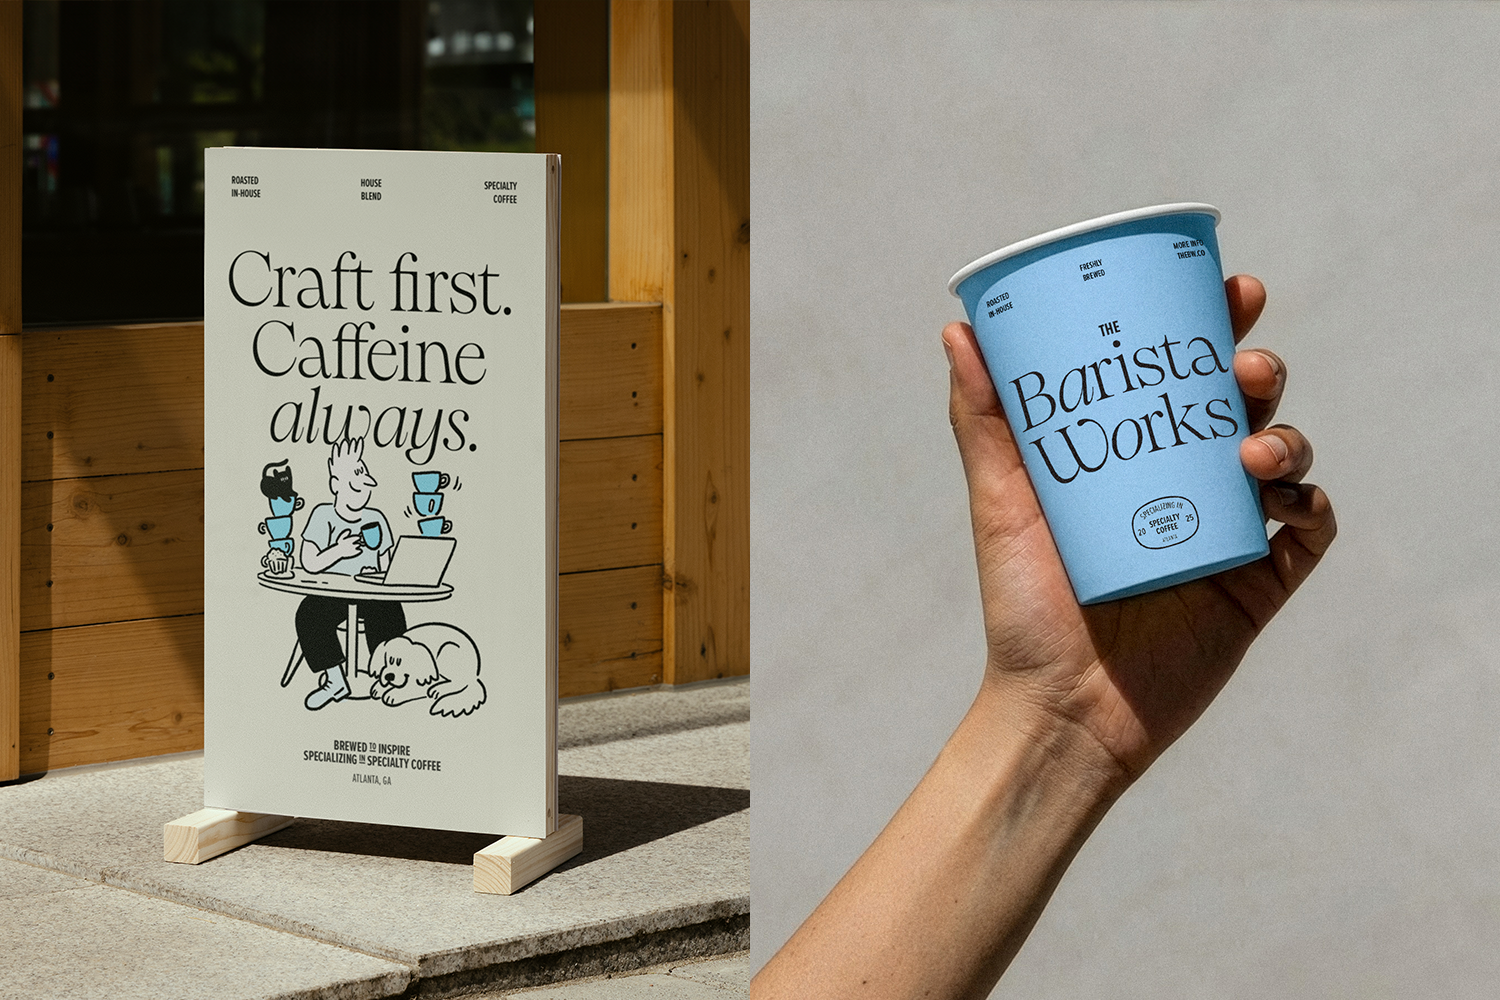 ROASTED
IN-HOUSE
HOUSE
BLEND
SPECIALTY
COFFEE
Craft first.
Caffeine
always.
BREWED TO INSPIRE
SPECIALIZING IN SPECIALTY COFFEE
ATLANTA, GA
ROASTED
IN-HOUSE
FRESHLY
BREWED
MORE INFO
THEBW.CO
THE
Barista
Works
SPECIALIZING IN
20
SPECIALTY
COFFEE
25